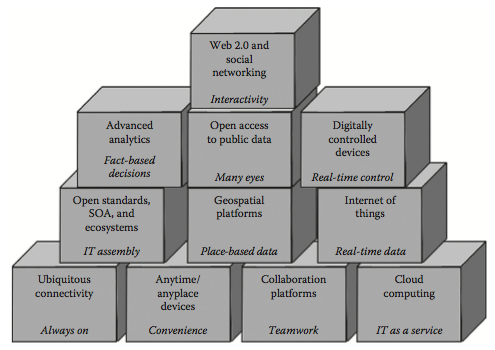 Web 2.0 and
social
networking
Interactivity
Advanced
analytics
Fact-based
decisions
Open access
to public data
Many eyes
Digitally
controlled
devices
Real-time control
Open standards,
SOA, and
ecosystems
IT assembly
Geospatial
platforms
Place-based data
Internet of
things
Real-time data
Ubiquitous
connectivity
Always on
Anytime/
anyplace
devices
Convenience
Collaboration
platforms
Teamwork
Cloud
computing
IT as a service